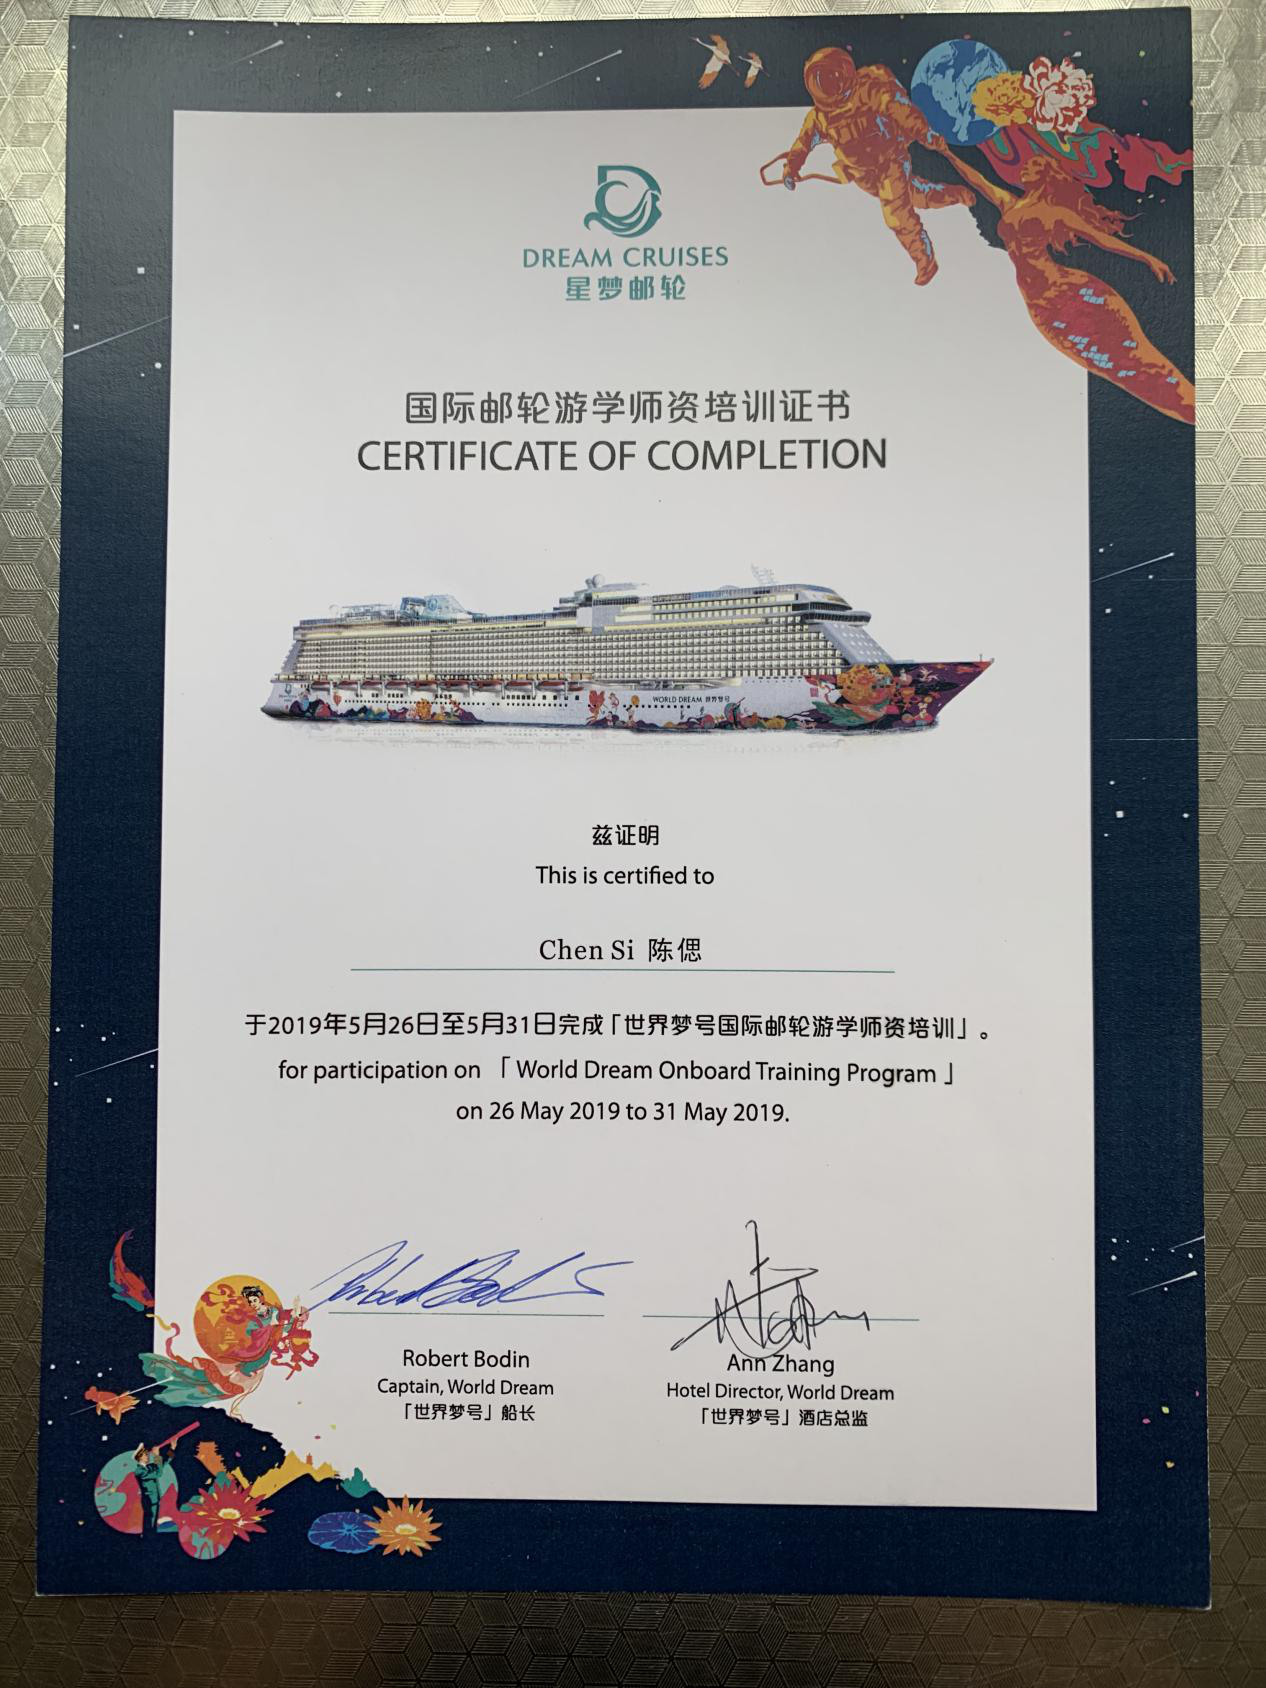 DREAM CRUISES
星梦邮轮
国际邮轮游学师资培训证书
CERTIFICATE OF COMPLETION
WORLD DREAM 世界梦号
兹证明
This is certified to
Chen Si 陈偲
于2019年5月26日至5月31日完成「世界梦号国际邮轮游学师资培训」。
for participation on 「 World Dream Onboard Training Program 」
on 26 May 2019 to 31 May 2019.
Robert Bodin
Captain, World Dream
「世界梦号」船长
Ann Zhang
Hotel Director, World Dream
「世界梦号」酒店总监